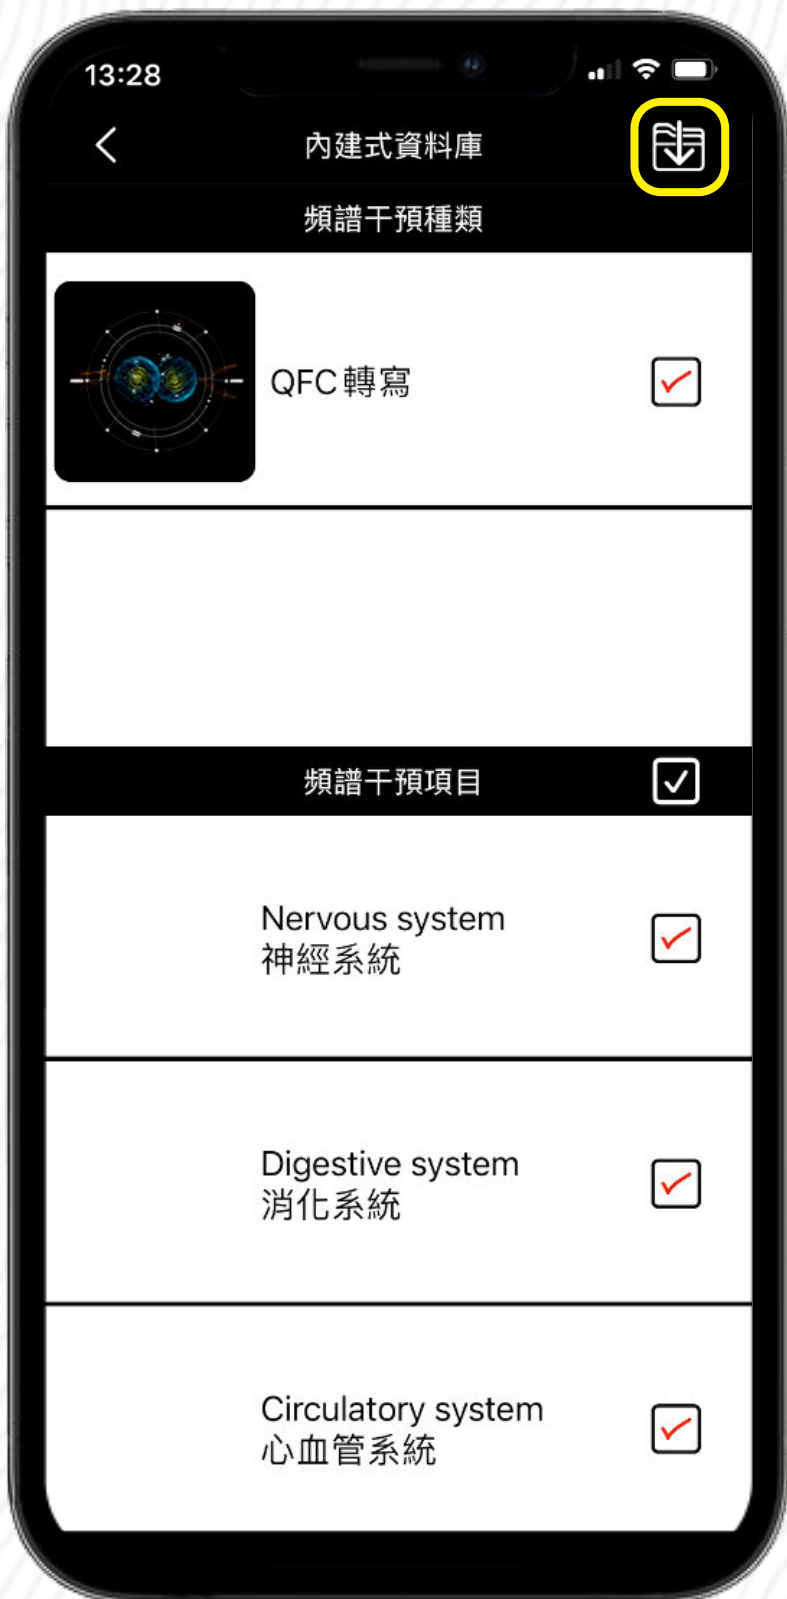 13:28
內建式資料庫
頻譜干預種類
QFC轉寫
頻譜干預項目
Nervous system
神經系統
Digestive system
消化系統
Circulatory system
心血管系統